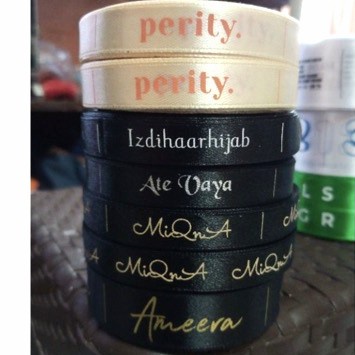 perity.
perity.
Izdihaarhijab
Ate Vaya
MiQnA
MiQnA MiQnA
Ameera
L S
G R